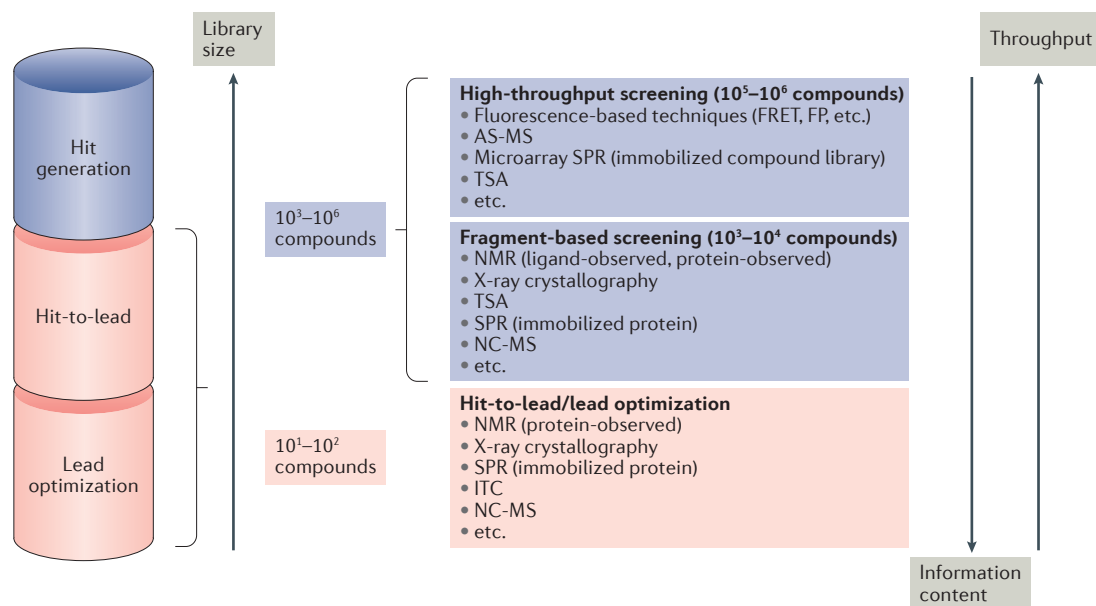 Library
size
Throughput
Hit
generation
Hit-to-lead
Lead
optimization
10³–10⁶
compounds
10¹–10²
compounds
High-throughput screening (10⁵–10⁶ compounds)
• Fluorescence-based techniques (FRET, FP, etc.)
• AS-MS
• Microarray SPR (immobilized compound library)
• TSA
• etc.
Fragment-based screening (10³–10⁴ compounds)
• NMR (ligand-observed, protein-observed)
• X-ray crystallography
• TSA
• SPR (immobilized protein)
• NC-MS
• etc.
Hit-to-lead/lead optimization
• NMR (protein-observed)
• X-ray crystallography
• SPR (immobilized protein)
• ITC
• NC-MS
• etc.
Information
content